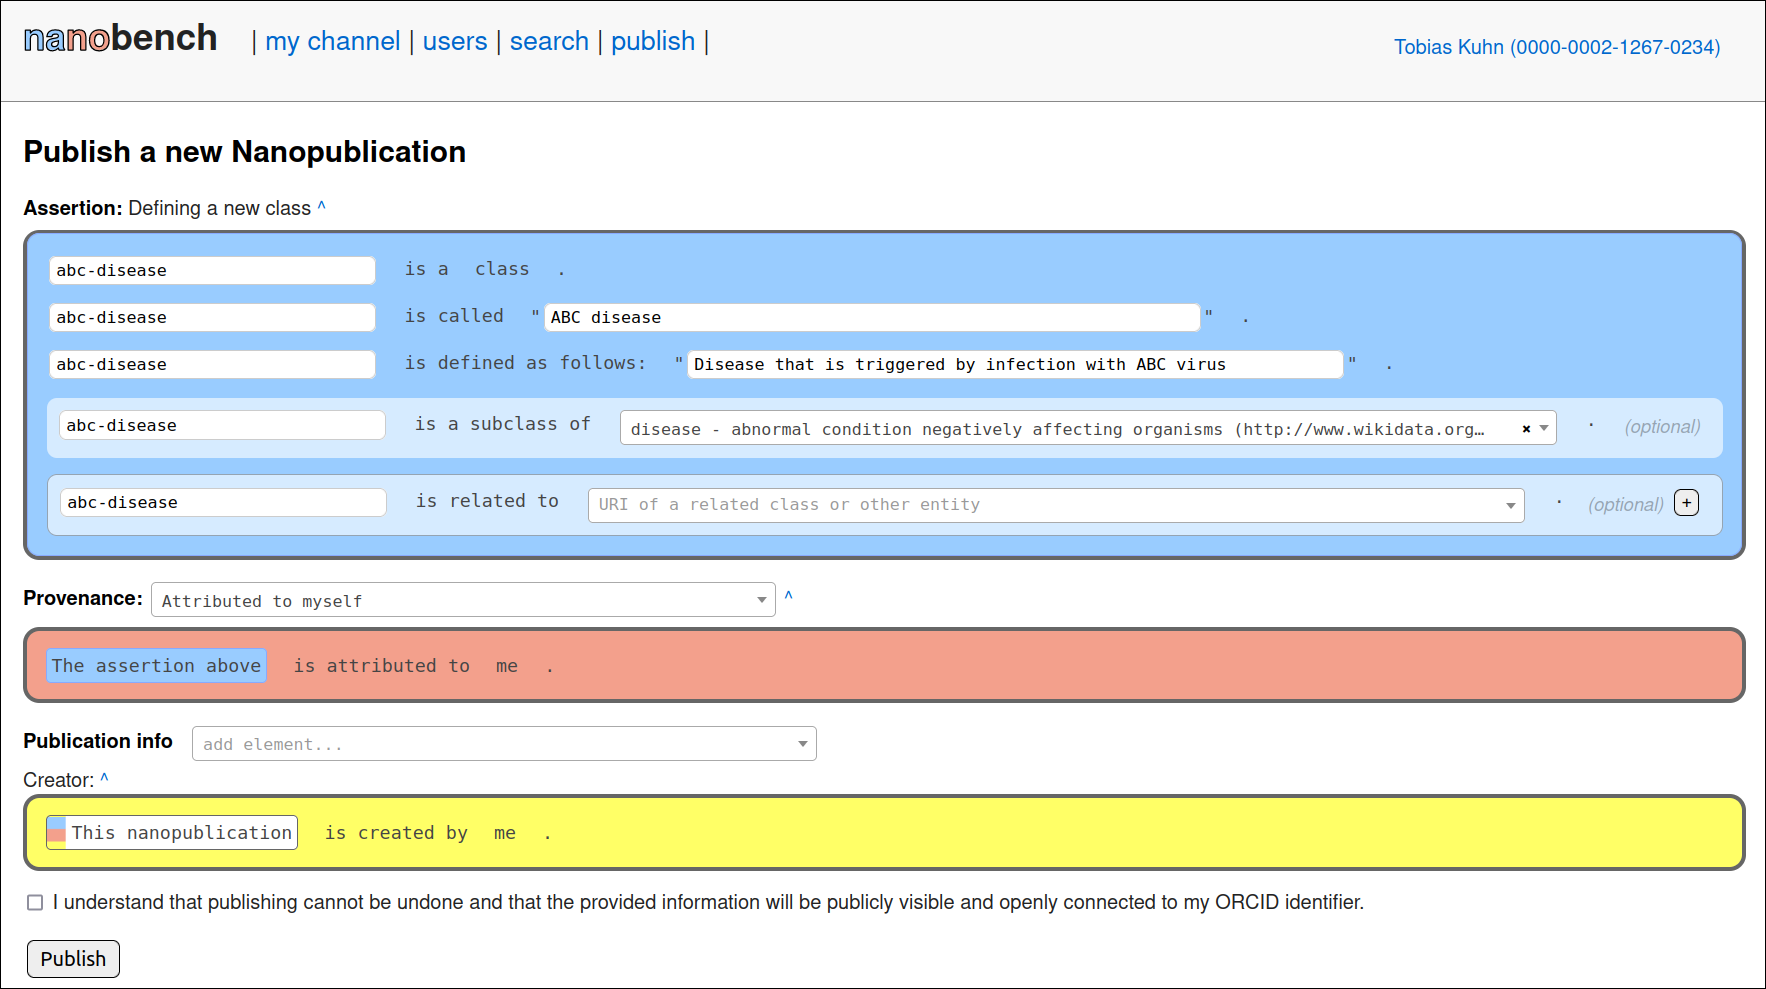 nanobench | my channel | users | search | publish | Tobias Kuhn (0000-0002-1267-0234)
Publish a new Nanopublication
Assertion: Defining a new class ^
abc-disease is a class .
abc-disease is called "ABC disease" .
abc-disease is defined as follows: "Disease that is triggered by infection with ABC virus" .
abc-disease is a subclass of disease - abnormal condition negatively affecting organisms (http://www.wikidata.org… × . (optional)
abc-disease is related to URI of a related class or other entity . (optional) +
Provenance: Attributed to myself ^
The assertion above is attributed to me .
Publication info add element...
Creator: ^
This nanopublication is created by me .
I understand that publishing cannot be undone and that the provided information will be publicly visible and openly connected to my ORCID identifier.
Publish